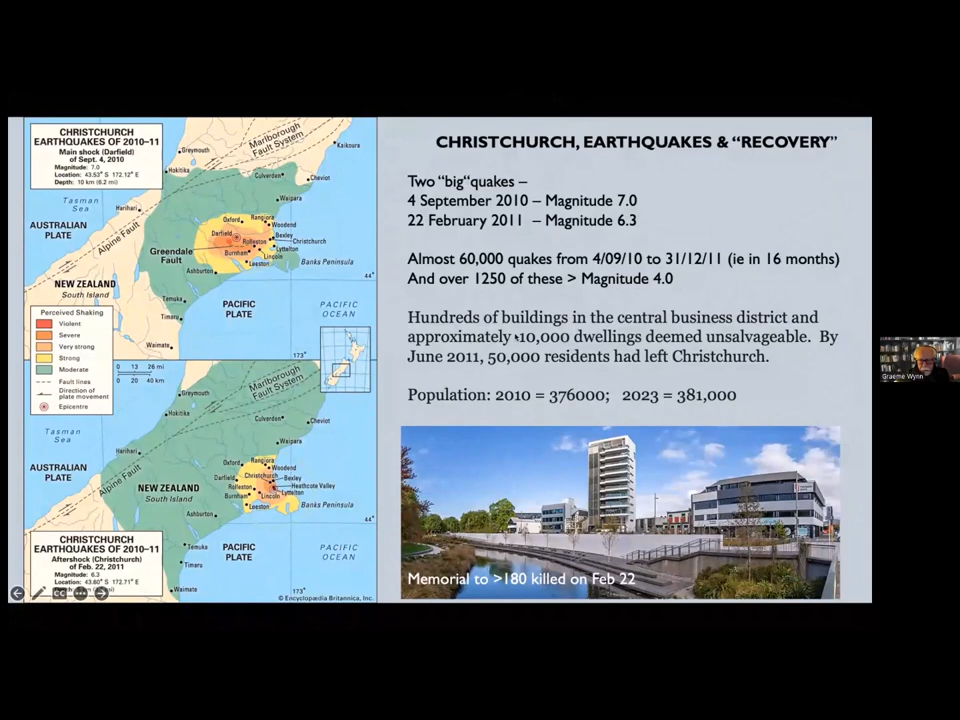 CHRISTCHURCH
EARTHQUAKES OF 2010–11
Main shock (Darfield)
of Sept. 4, 2010
Magnitude: 7.0
Location: 43.53° S 172.12° E
Depth: 10 km (6.2 mi)
Tasman
Sea
AUSTRALIAN
PLATE
Alpine Fault
Greymouth
Hokitika
Harihari
Marlborough
Fault System
Kaikoura
Culverden
Cheviot
Waipara
Oxford
Rangiora
Woodend
Darfield
Bexley
Rolleston
Christchurch
Lyttelton
Burnham
Lincoln
Leeston
Banks Peninsula
Greendale
Fault
Ashburton
44°
NEW ZEALAND
South Island
Temuka
Timaru
Waimate
PACIFIC
PLATE
PACIFIC
OCEAN
173°
Perceived Shaking
Violent
Severe
Very strong
Strong
Moderate
Fault lines
Direction of
plate movement
Epicentre
0 13 26 mi
0 20 40 km
Marlborough
Fault System
Greymouth
Hokitika
Culverden
Cheviot
Tasman
Sea
Harihari
Waipara
AUSTRALIAN
PLATE
Alpine Fault
Oxford
Rangiora
Woodend
Christchurch
Bexley
Darfield
Heathcote Valley
Rolleston
Lyttelton
Burnham
Lincoln
Leeston
Banks Peninsula
NEW ZEALAND
South Island
Ashburton
44°
Temuka
Timaru
Waimate
PACIFIC
PLATE
PACIFIC
OCEAN
173°
CHRISTCHURCH
EARTHQUAKES OF 2010–11
Aftershock (Christchurch)
of Feb. 22, 2011
Magnitude: 6.3
Location: 43.60° S 172.71° E
© Encyclopædia Britannica, Inc.
CHRISTCHURCH, EARTHQUAKES & “RECOVERY”
Two “big“quakes –
4 September 2010 – Magnitude 7.0
22 February 2011 – Magnitude 6.3
Almost 60,000 quakes from 4/09/10 to 31/12/11 (ie in 16 months)
And over 1250 of these > Magnitude 4.0
Hundreds of buildings in the central business district and
approximately 10,000 dwellings deemed unsalvageable. By
June 2011, 50,000 residents had left Christchurch.
Population: 2010 = 376000; 2023 = 381,000
Memorial to >180 killed on Feb 22
Graeme Wynn